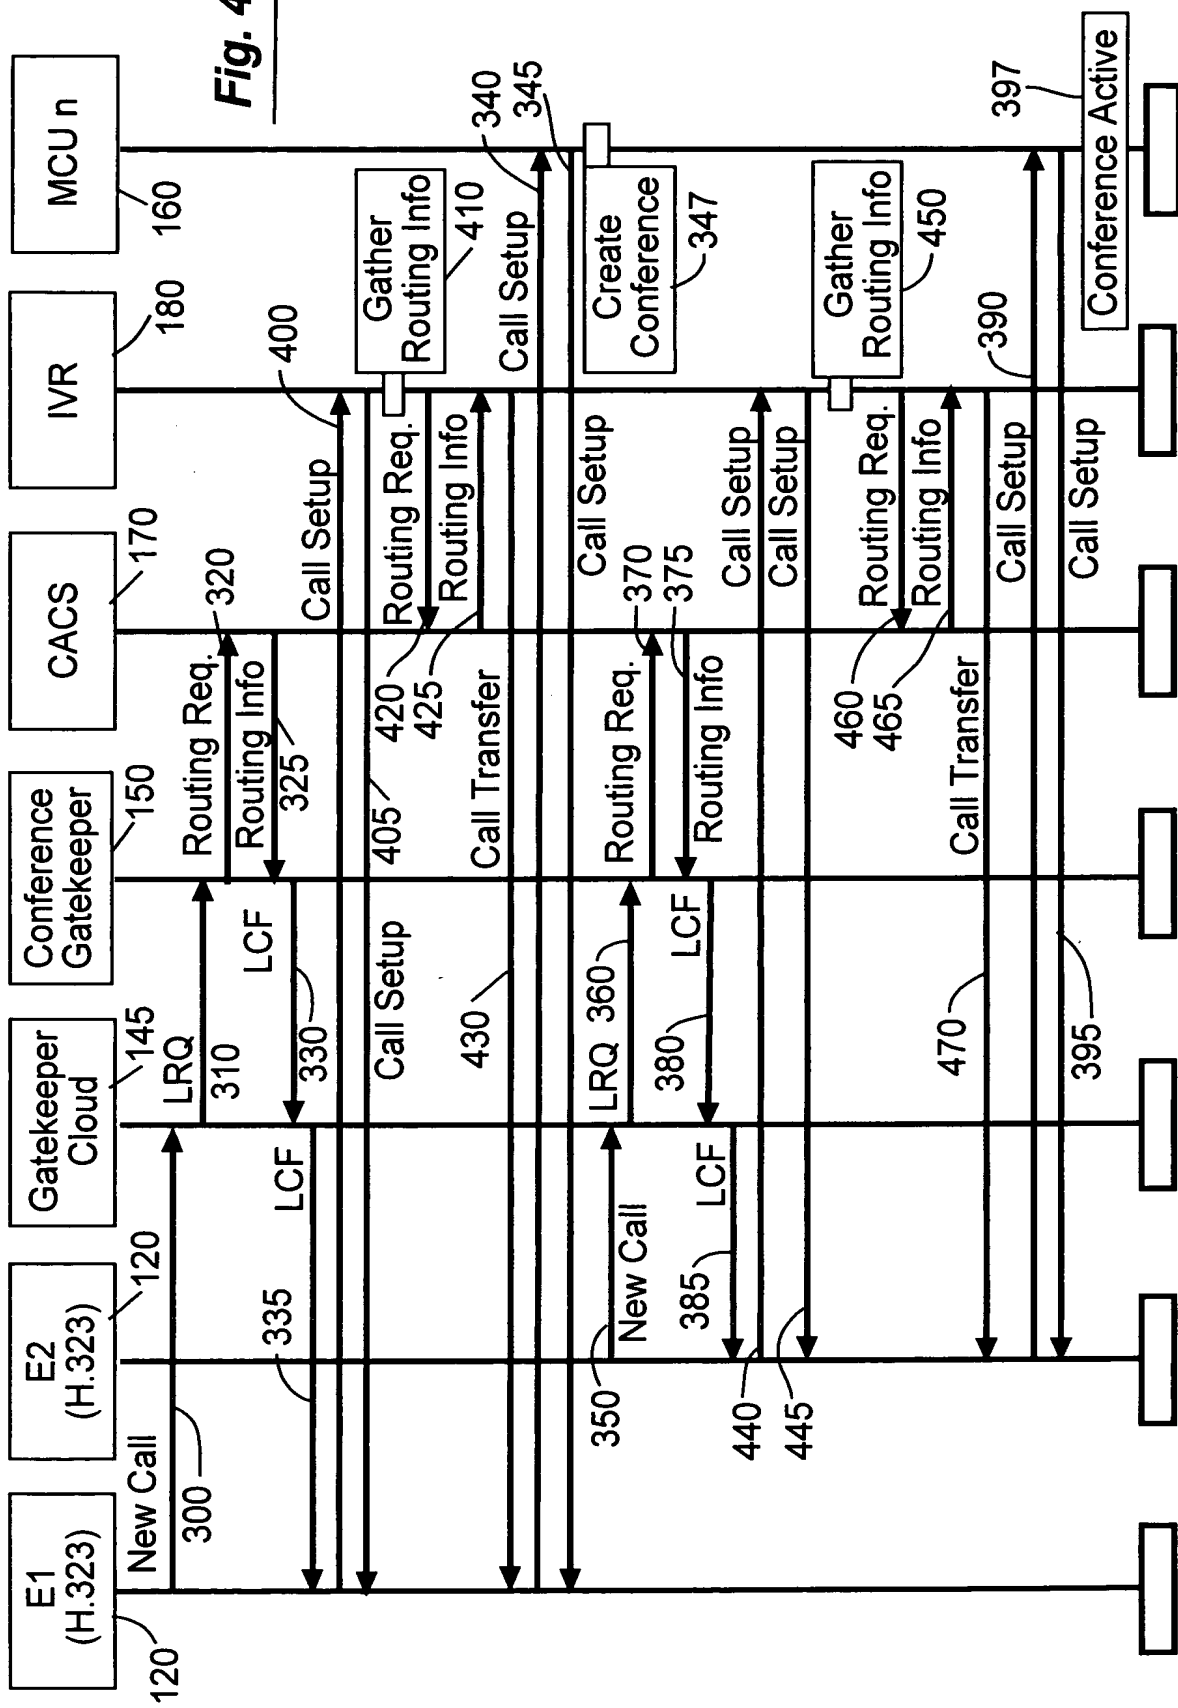 E1
(H.323)
120
E2
(H.323)
120
Gatekeeper
Cloud
145
Conference
Gatekeeper
150
CACS
170
IVR
180
MCU n
160
Fig. 4
New Call
300
LRQ
310
Routing Req.
320
Routing Info
325
LCF
330
LCF
335
Call Setup
400
405
Call Setup
Gather
Routing Info
410
Routing Req.
420
Routing Info
425
Call Transfer
430
Call Setup
340
345
Call Setup
Create
Conference
347
New Call
350
LRQ 360
Routing Req.
370
375
Routing Info
LCF
380
LCF
385
Call Setup
440
Call Setup
445
Gather
Routing Info
450
Routing Req.
460
Routing Info
465
Call Transfer
470
Call Setup
390
Call Setup
395
Conference Active
397